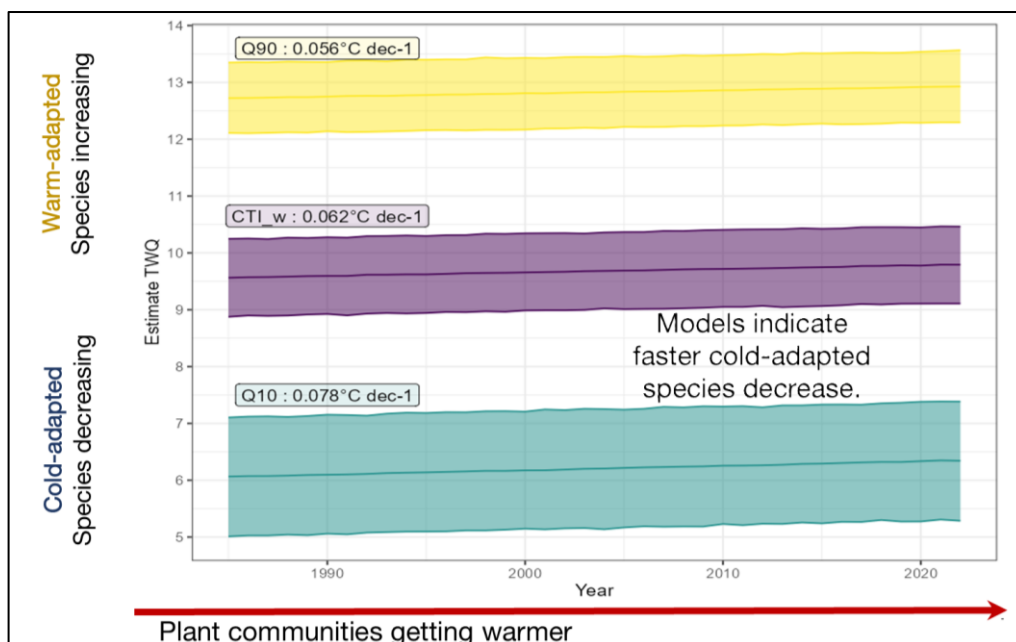 Warm-adapted
Species increasing
Cold-adapted
Species decreasing
Estimate TWQ
14
13
12
11
10
9
8
7
6
5
Q90 : 0.056°C dec-1
CTI_w : 0.062°C dec-1
Models indicate
faster cold-adapted
species decrease.
Q10 : 0.078°C dec-1
1990 2000 2010 2020
Year
Plant communities getting warmer